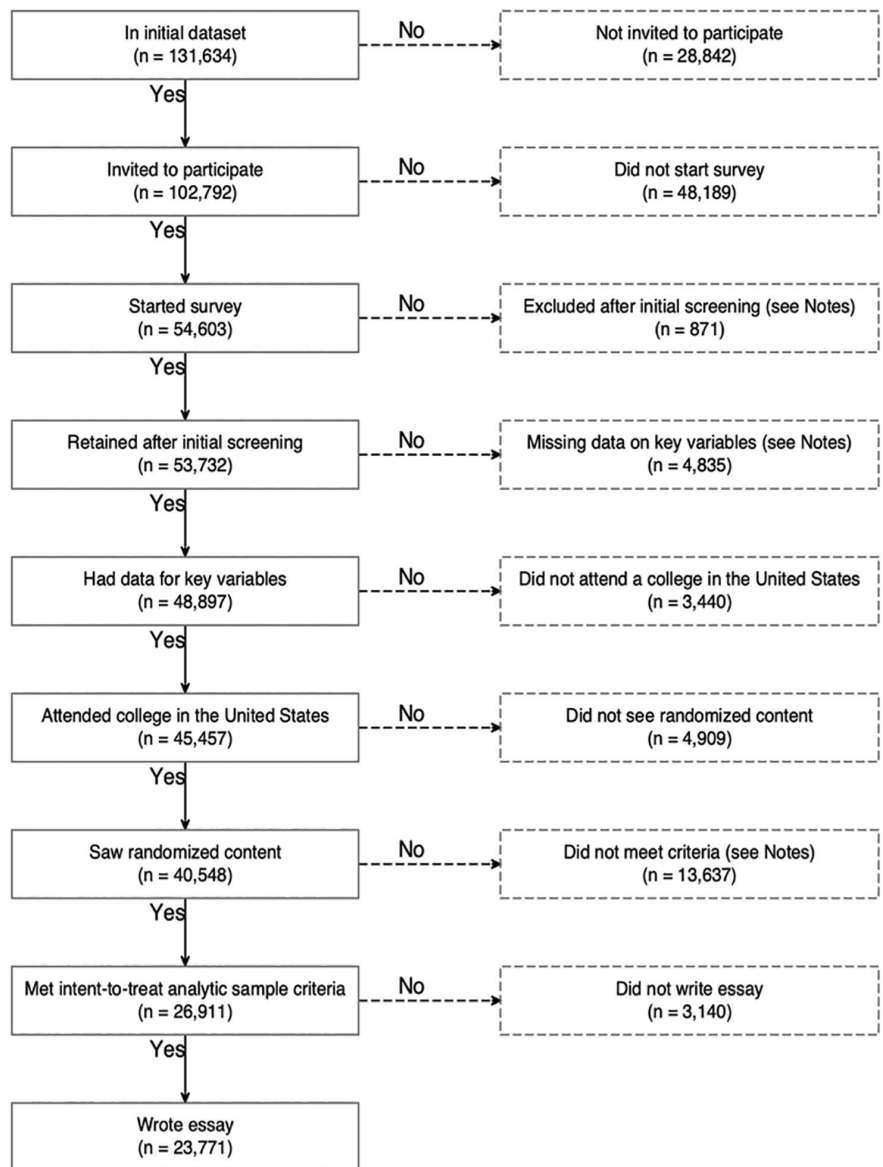 In initial dataset
(n = 131,634)
No
Not invited to participate
(n = 28,842)
Yes
Invited to participate
(n = 102,792)
No
Did not start survey
(n = 48,189)
Yes
Started survey
(n = 54,603)
No
Excluded after initial screening (see Notes)
(n = 871)
Yes
Retained after initial screening
(n = 53,732)
No
Missing data on key variables (see Notes)
(n = 4,835)
Yes
Had data for key variables
(n = 48,897)
No
Did not attend a college in the United States
(n = 3,440)
Yes
Attended college in the United States
(n = 45,457)
No
Did not see randomized content
(n = 4,909)
Yes
Saw randomized content
(n = 40,548)
No
Did not meet criteria (see Notes)
(n = 13,637)
Yes
Met intent-to-treat analytic sample criteria
(n = 26,911)
No
Did not write essay
(n = 3,140)
Yes
Wrote essay
(n = 23,771)